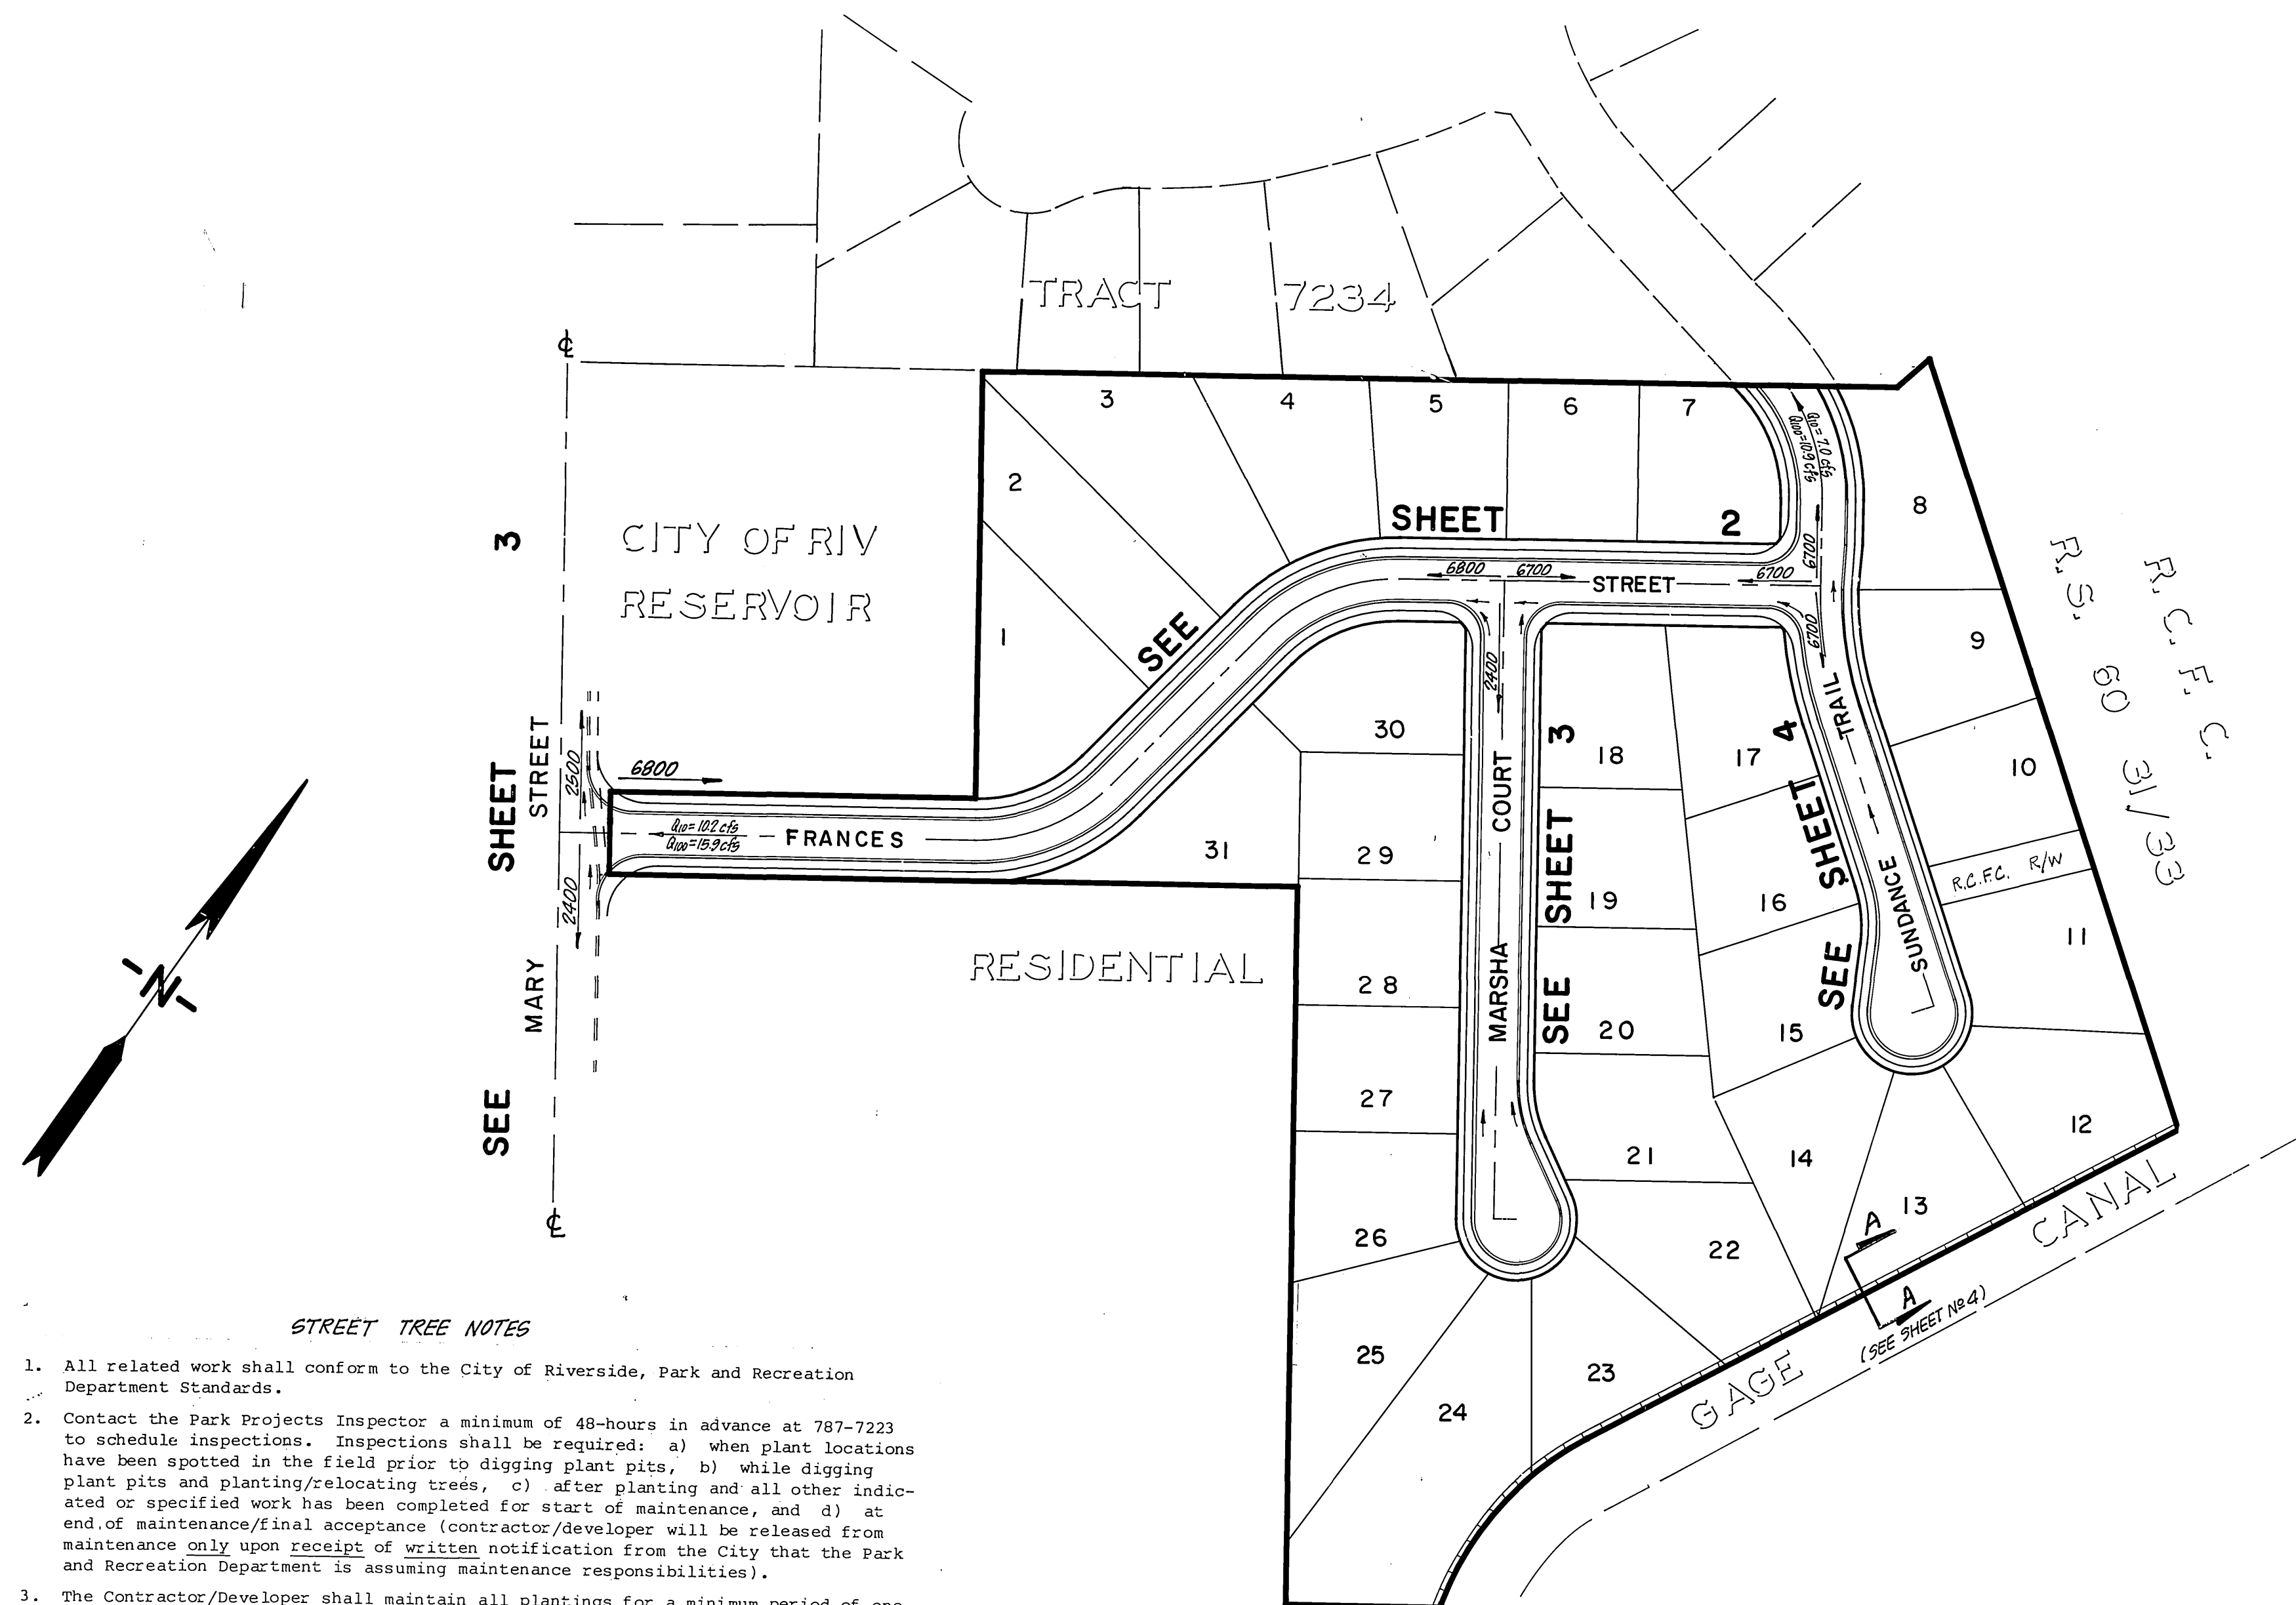 TRACT 7234
℄
3
4
5
6
7
Q10 = 7.0 cfs
Q100 = 10.9 cfs
2
8
3
CITY OF RIV
RESERVOIR
SHEET 2
R.C.F.C.
R.S. 60 31/33
6700
6800 6700 STREET 6700
1
SEE
6700
9
2400
TRAIL
30
3
18
17
4
10
STREET
2500
6800
SHEET
COURT
Q10 = 10.2 cfs
Q100 = 15.9 cfs
FRANCES
31
29
SHEET
SHEET
R.C.F.C. R/W
SUNDANCE
2400
19
16
11
N
MARY
RESIDENTIAL
28
MARSHA
SEE
20
SEE
15
SEE
27
12
21
14
℄
26
22
13
A
A
(SEE SHEET Nº 4)
GAGE CANAL
25
23
24
STREET TREE NOTES
1. All related work shall conform to the City of Riverside, Park and Recreation
Department Standards.
2. Contact the Park Projects Inspector a minimum of 48-hours in advance at 787-7223
to schedule inspections. Inspections shall be required: a) when plant locations
have been spotted in the field prior to digging plant pits, b) while digging
plant pits and planting/relocating trees, c) after planting and all other indic-
ated or specified work has been completed for start of maintenance, and d) at
end of maintenance/final acceptance (contractor/developer will be released from
maintenance only upon receipt of written notification from the City that the Park
and Recreation Department is assuming maintenance responsibilities).
3. The Contractor/Developer shall maintain all plantings for a minimum period of one